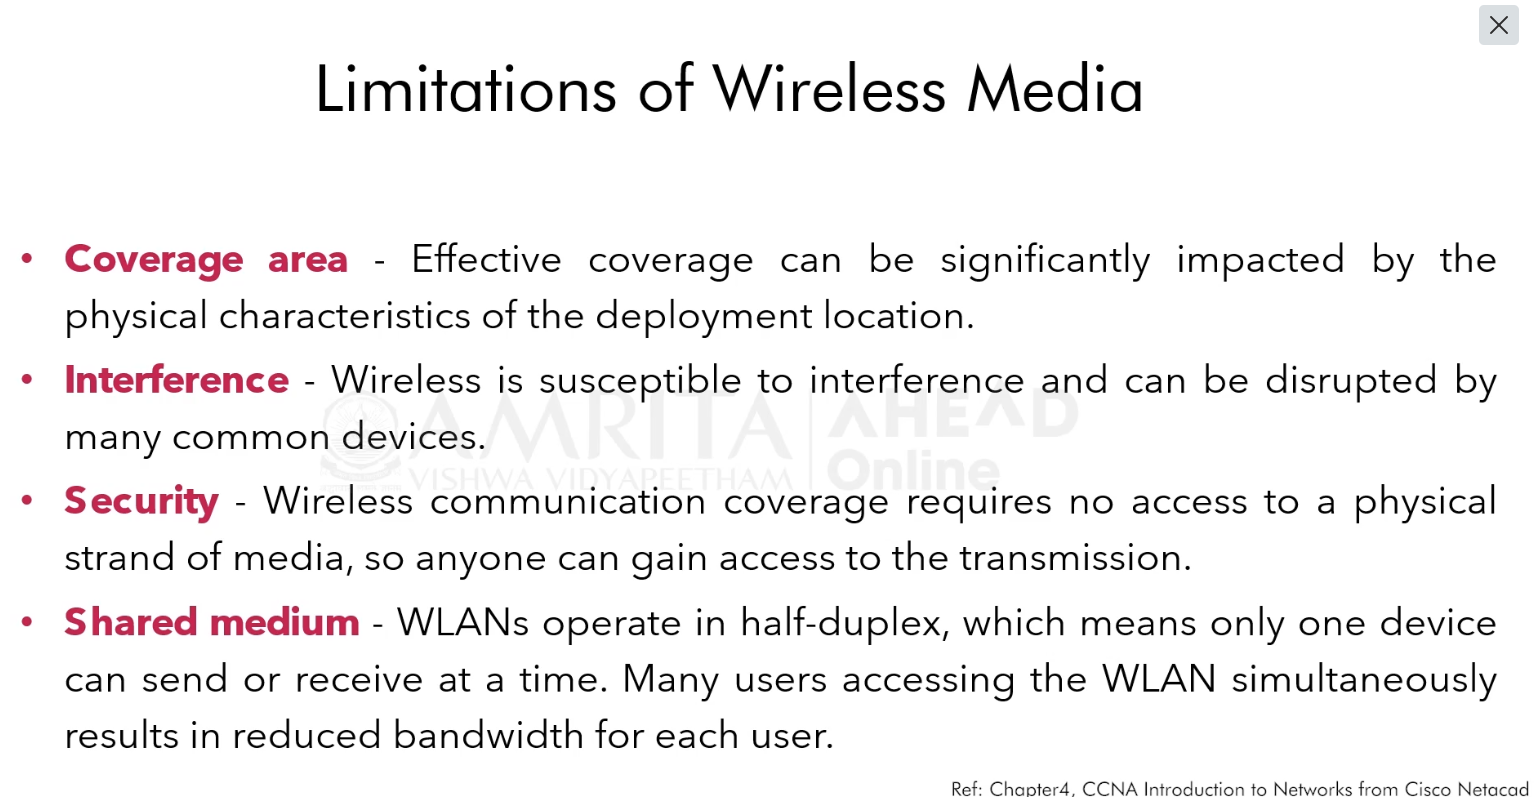 Limitations of Wireless Media
• Coverage area - Effective coverage can be significantly impacted by the
physical characteristics of the deployment location.
• Interference - Wireless is susceptible to interference and can be disrupted by
many common devices.
AMRITA AHEAD
VISHWA VIDYAPEETHAM Online
• Security - Wireless communication coverage requires no access to a physical
strand of media, so anyone can gain access to the transmission.
• Shared medium - WLANs operate in half-duplex, which means only one device
can send or receive at a time. Many users accessing the WLAN simultaneously
results in reduced bandwidth for each user.
Ref: Chapter4, CCNA Introduction to Networks from Cisco Netacad